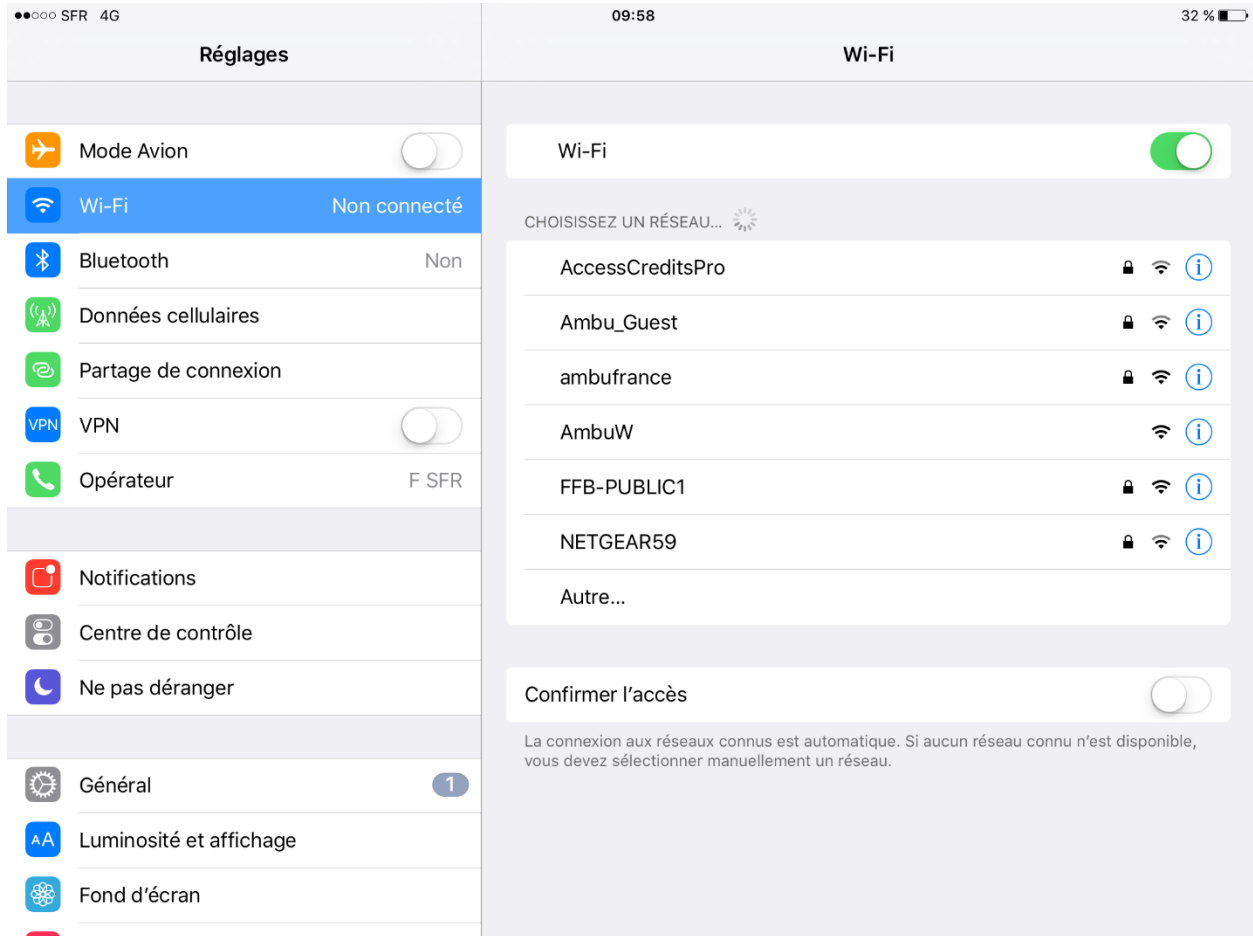 SFR 4G
09:58
32 %
Réglages
Wi-Fi
Mode Avion
Wi-Fi Non connecté
Bluetooth Non
Données cellulaires
Partage de connexion
VPN VPN
Opérateur F SFR
Notifications
Centre de contrôle
Ne pas déranger
Général 1
AA Luminosité et affichage
Fond d’écran
Wi-Fi
CHOISISSEZ UN RÉSEAU...
AccessCreditsPro
Ambu_Guest
ambufrance
AmbuW
FFB-PUBLIC1
NETGEAR59
Autre...
Confirmer l’accès
La connexion aux réseaux connus est automatique. Si aucun réseau connu n’est disponible,
vous devez sélectionner manuellement un réseau.